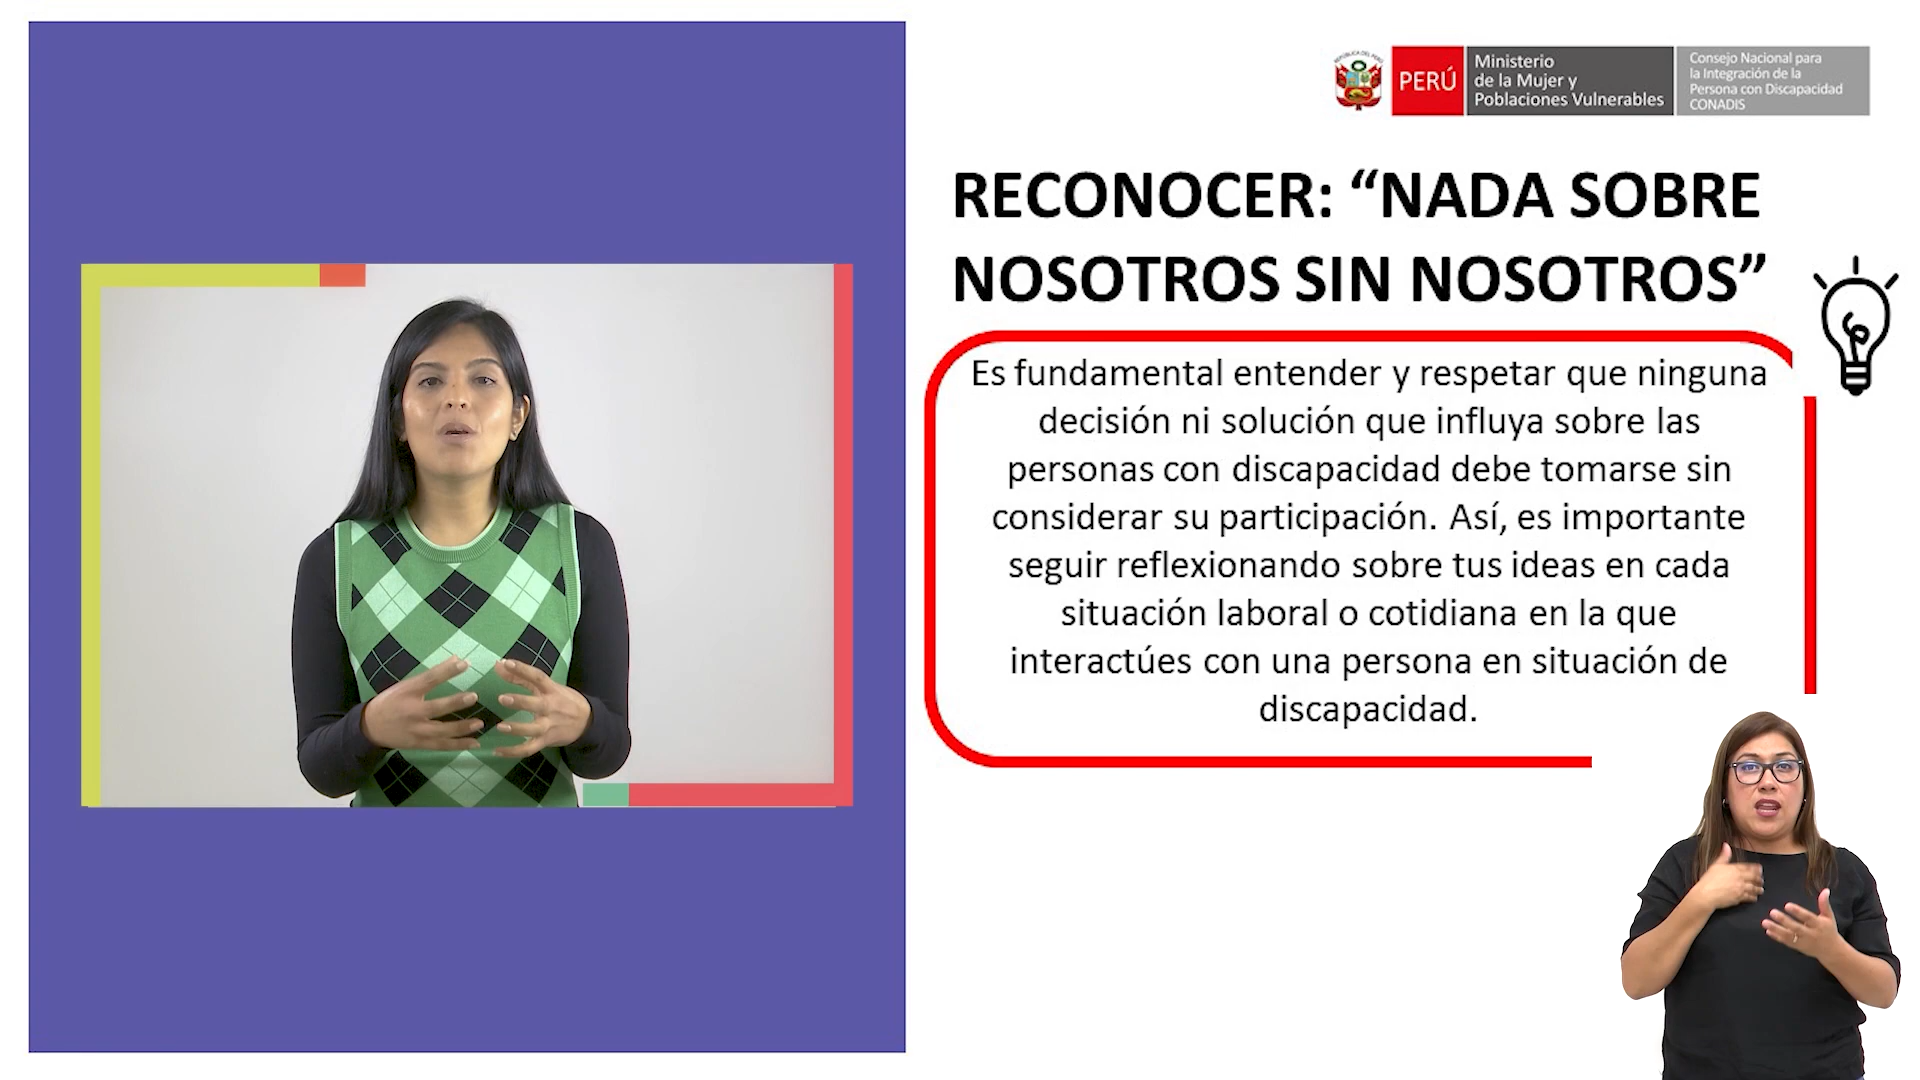 REPÚBLICA DEL PERÚ
PERÚ
Ministerio
de la Mujer y
Poblaciones Vulnerables
Consejo Nacional para
la Integración de la
Persona con Discapacidad
CONADIS
RECONOCER: “NADA SOBRE
NOSOTROS SIN NOSOTROS”
Es fundamental entender y respetar que ninguna
decisión ni solución que influya sobre las
personas con discapacidad debe tomarse sin
considerar su participación. Así, es importante
seguir reflexionando sobre tus ideas en cada
situación laboral o cotidiana en la que
interactúes con una persona en situación de
discapacidad.